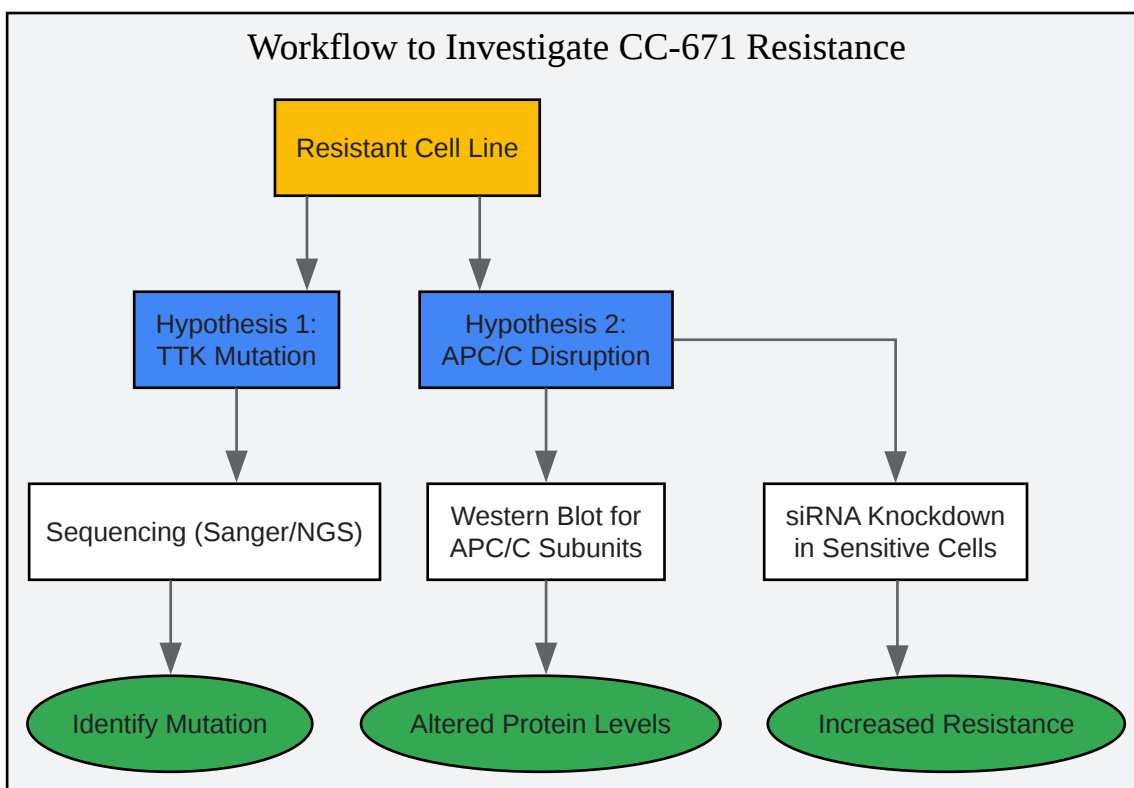 Workflow to Investigate CC-671 Resistance
Resistant Cell Line
Hypothesis 1:
TTK Mutation
Hypothesis 2:
APC/C Disruption
Sequencing (Sanger/NGS)
Western Blot for
APC/C Subunits
siRNA Knockdown
in Sensitive Cells
Identify Mutation
Altered Protein Levels
Increased Resistance